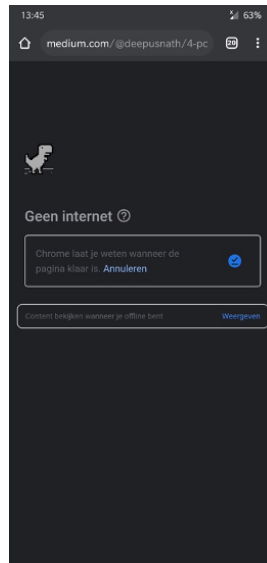 13:45 63%
medium.com/@deepusnath/4-pc 20
Geen internet
Chrome laat je weten wanneer de
pagina klaar is. Annuleren
Content bekijken wanneer je offline bent Weergeven